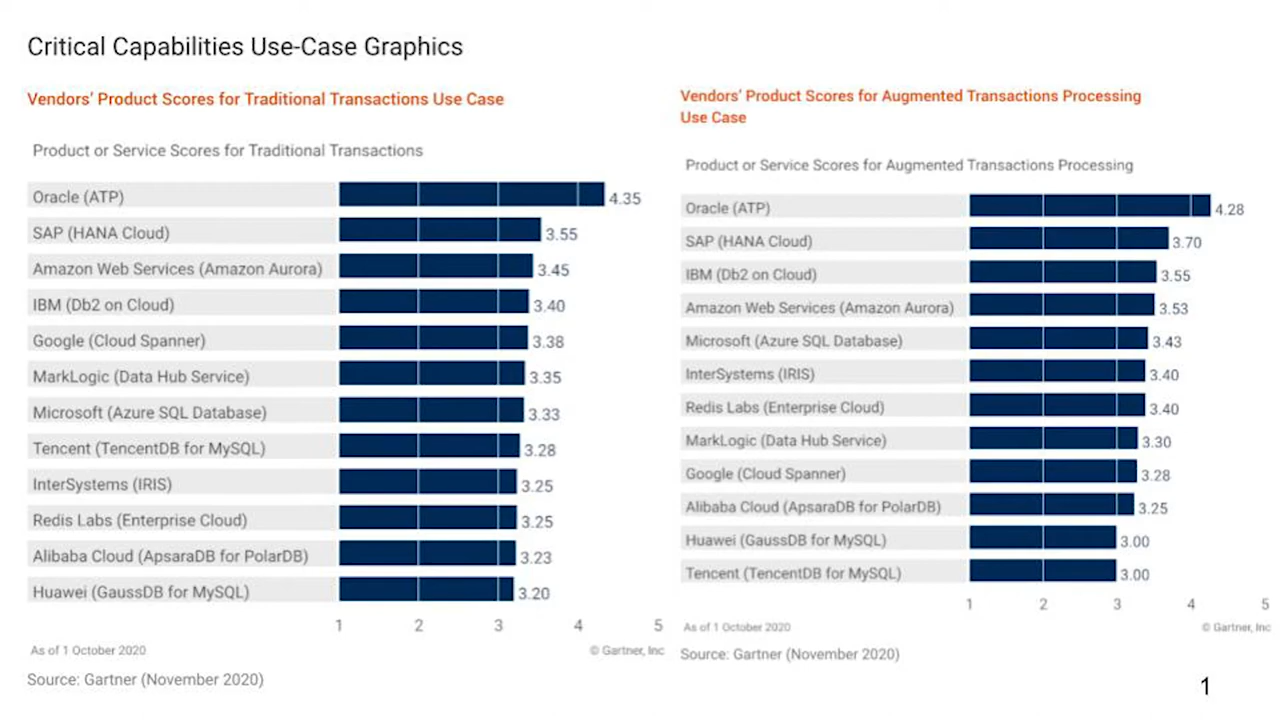 Critical Capabilities Use-Case Graphics
Vendors' Product Scores for Traditional Transactions Use Case
Product or Service Scores for Traditional Transactions
Oracle (ATP) 4.35
SAP (HANA Cloud) 3.55
Amazon Web Services (Amazon Aurora) 3.45
IBM (Db2 on Cloud) 3.40
Google (Cloud Spanner) 3.38
MarkLogic (Data Hub Service) 3.35
Microsoft (Azure SQL Database) 3.33
Tencent (TencentDB for MySQL) 3.28
InterSystems (IRIS) 3.25
Redis Labs (Enterprise Cloud) 3.25
Alibaba Cloud (ApsaraDB for PolarDB) 3.23
Huawei (GaussDB for MySQL) 3.20
1 2 3 4 5
As of 1 October 2020 © Gartner, Inc
Source: Gartner (November 2020)
Vendors' Product Scores for Augmented Transactions Processing
Use Case
Product or Service Scores for Augmented Transactions Processing
Oracle (ATP) 4.28
SAP (HANA Cloud) 3.70
IBM (Db2 on Cloud) 3.55
Amazon Web Services (Amazon Aurora) 3.53
Microsoft (Azure SQL Database) 3.43
InterSystems (IRIS) 3.40
Redis Labs (Enterprise Cloud) 3.40
MarkLogic (Data Hub Service) 3.30
Google (Cloud Spanner) 3.28
Alibaba Cloud (ApsaraDB for PolarDB) 3.25
Huawei (GaussDB for MySQL) 3.00
Tencent (TencentDB for MySQL) 3.00
1 2 3 4 5
As of 1 October 2020 © Gartner, Inc
Source: Gartner (November 2020)
1